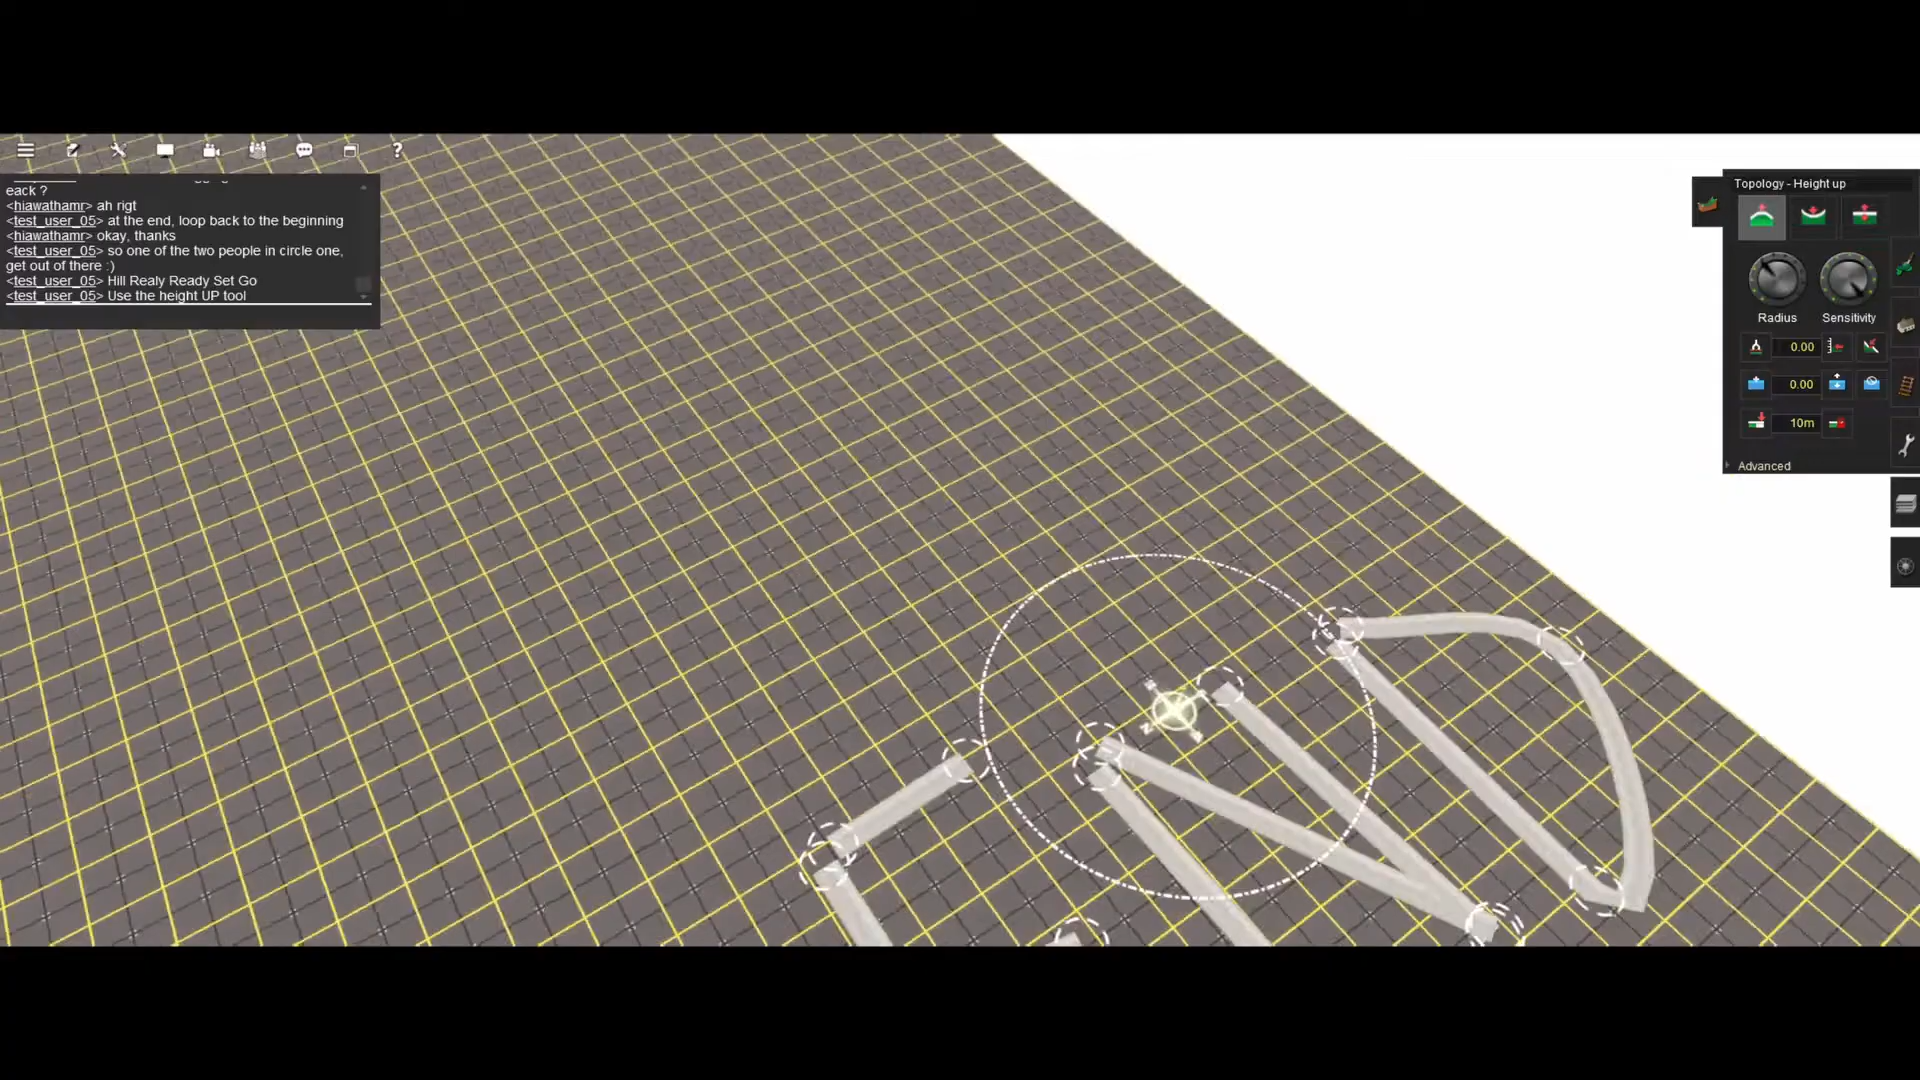 eack ?
<hiawathamr> ah rigt
<test_user_05> at the end, loop back to the beginning
<hiawathamr> okay, thanks
<test_user_05> so one of the two people in circle one,
get out of there :)
<test_user_05> Hill Realy Ready Set Go
<test_user_05> Use the height UP tool
Topology - Height up
Radius Sensitivity
0.00
0.00
10m
Advanced